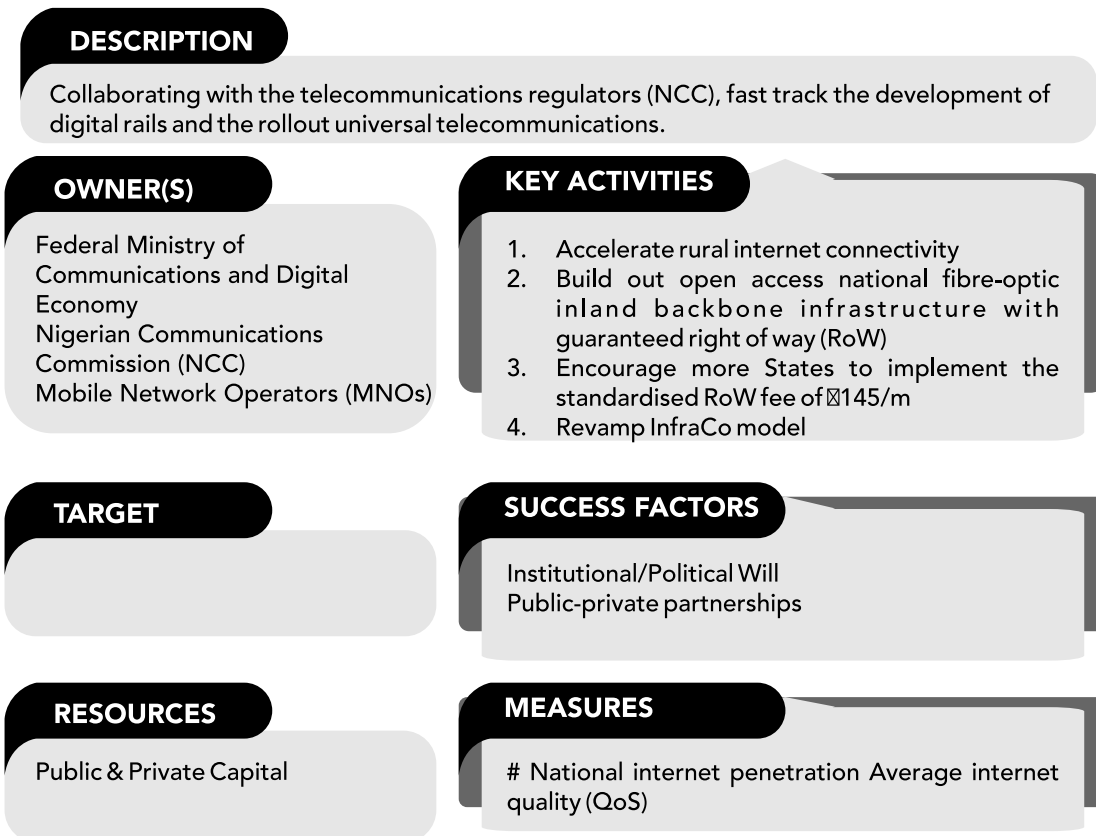 DESCRIPTION
Collaborating with the telecommunications regulators (NCC), fast track the development of
digital rails and the rollout universal telecommunications.
OWNER(S)
Federal Ministry of
Communications and Digital
Economy
Nigerian Communications
Commission (NCC)
Mobile Network Operators (MNOs)
KEY ACTIVITIES
1. Accelerate rural internet connectivity
2. Build out open access national fibre-optic
inland backbone infrastructure with
guaranteed right of way (RoW)
3. Encourage more States to implement the
standardised RoW fee of ☒145/m
4. Revamp InfraCo model
TARGET
SUCCESS FACTORS
Institutional/Political Will
Public-private partnerships
RESOURCES
Public & Private Capital
MEASURES
# National internet penetration Average internet
quality (QoS)